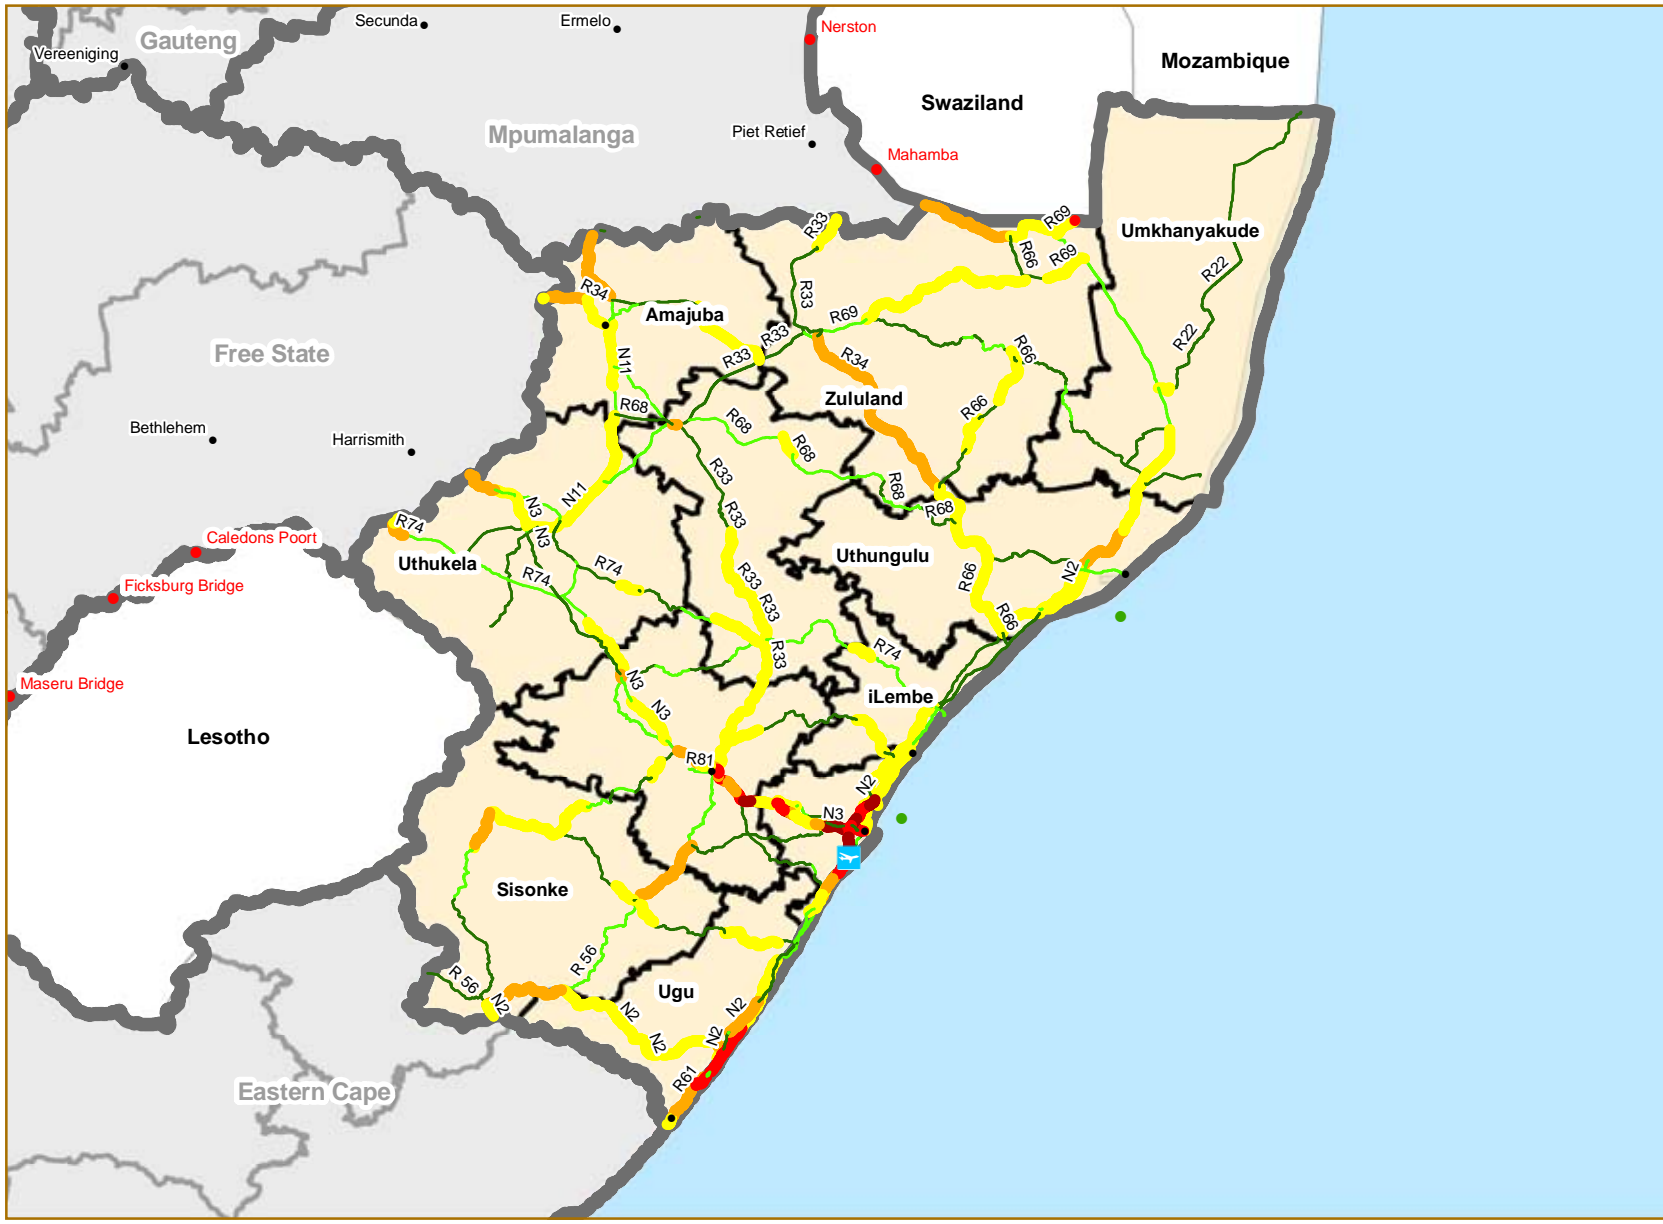 Secunda
Ermelo
Nerston
Gauteng
Vereeniging
Mozambique
Swaziland
Mpumalanga
Piet Retief
Mahamba
R69
R33
Umkhanyakude
R66
R69
R22
R34
R33
Amajuba
R69
R33
R22
R33
R34
R66
Free State
N11
Zululand
R68
R66
R68
Bethlehem
Harrismith
R68
R33
R68
N11
N3
R68
R33
R74
N3
Caledons Poort
Uthukela
R74
R74
Uthungulu
N2
R33
R66
Ficksburg Bridge
R33
R66
R33
R74
Maseru Bridge
N3
iLembe
N3
Lesotho
R81
N2
N3
Sisonke
R 56
R 56
Ugu
N2
N2
N2
N2
N2
R61
Eastern Cape